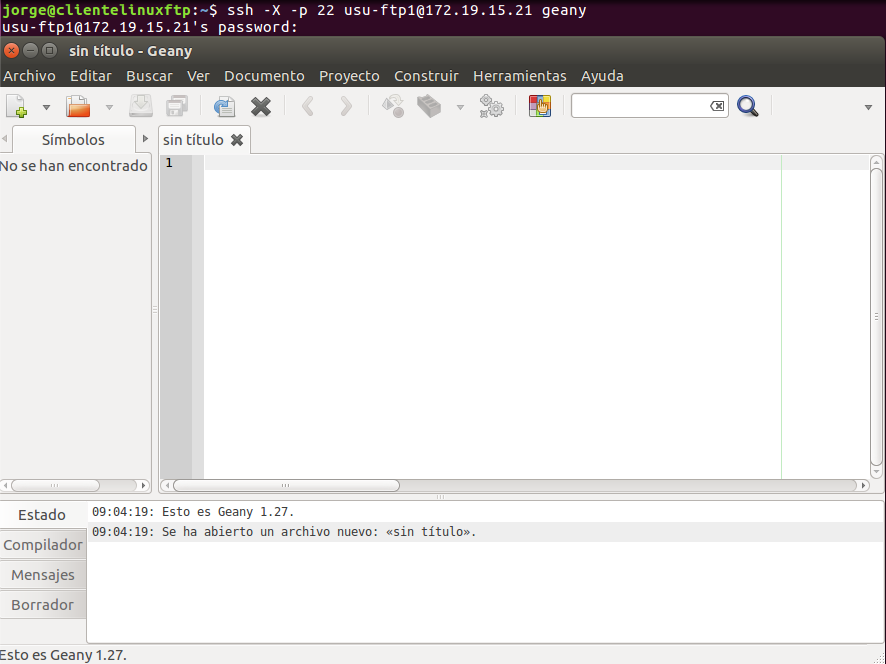 jorge@clientelinuxftp:~$ ssh -X -p 22 usu-ftp1@172.19.15.21 geany
usu-ftp1@172.19.15.21's password:
sin título - Geany
Archivo Editar Buscar Ver Documento Proyecto Construir Herramientas Ayuda
Símbolos
sin título
No se han encontrado
1
Estado
Compilador
Mensajes
Borrador
09:04:19: Esto es Geany 1.27.
09:04:19: Se ha abierto un archivo nuevo: «sin título».
Esto es Geany 1.27.